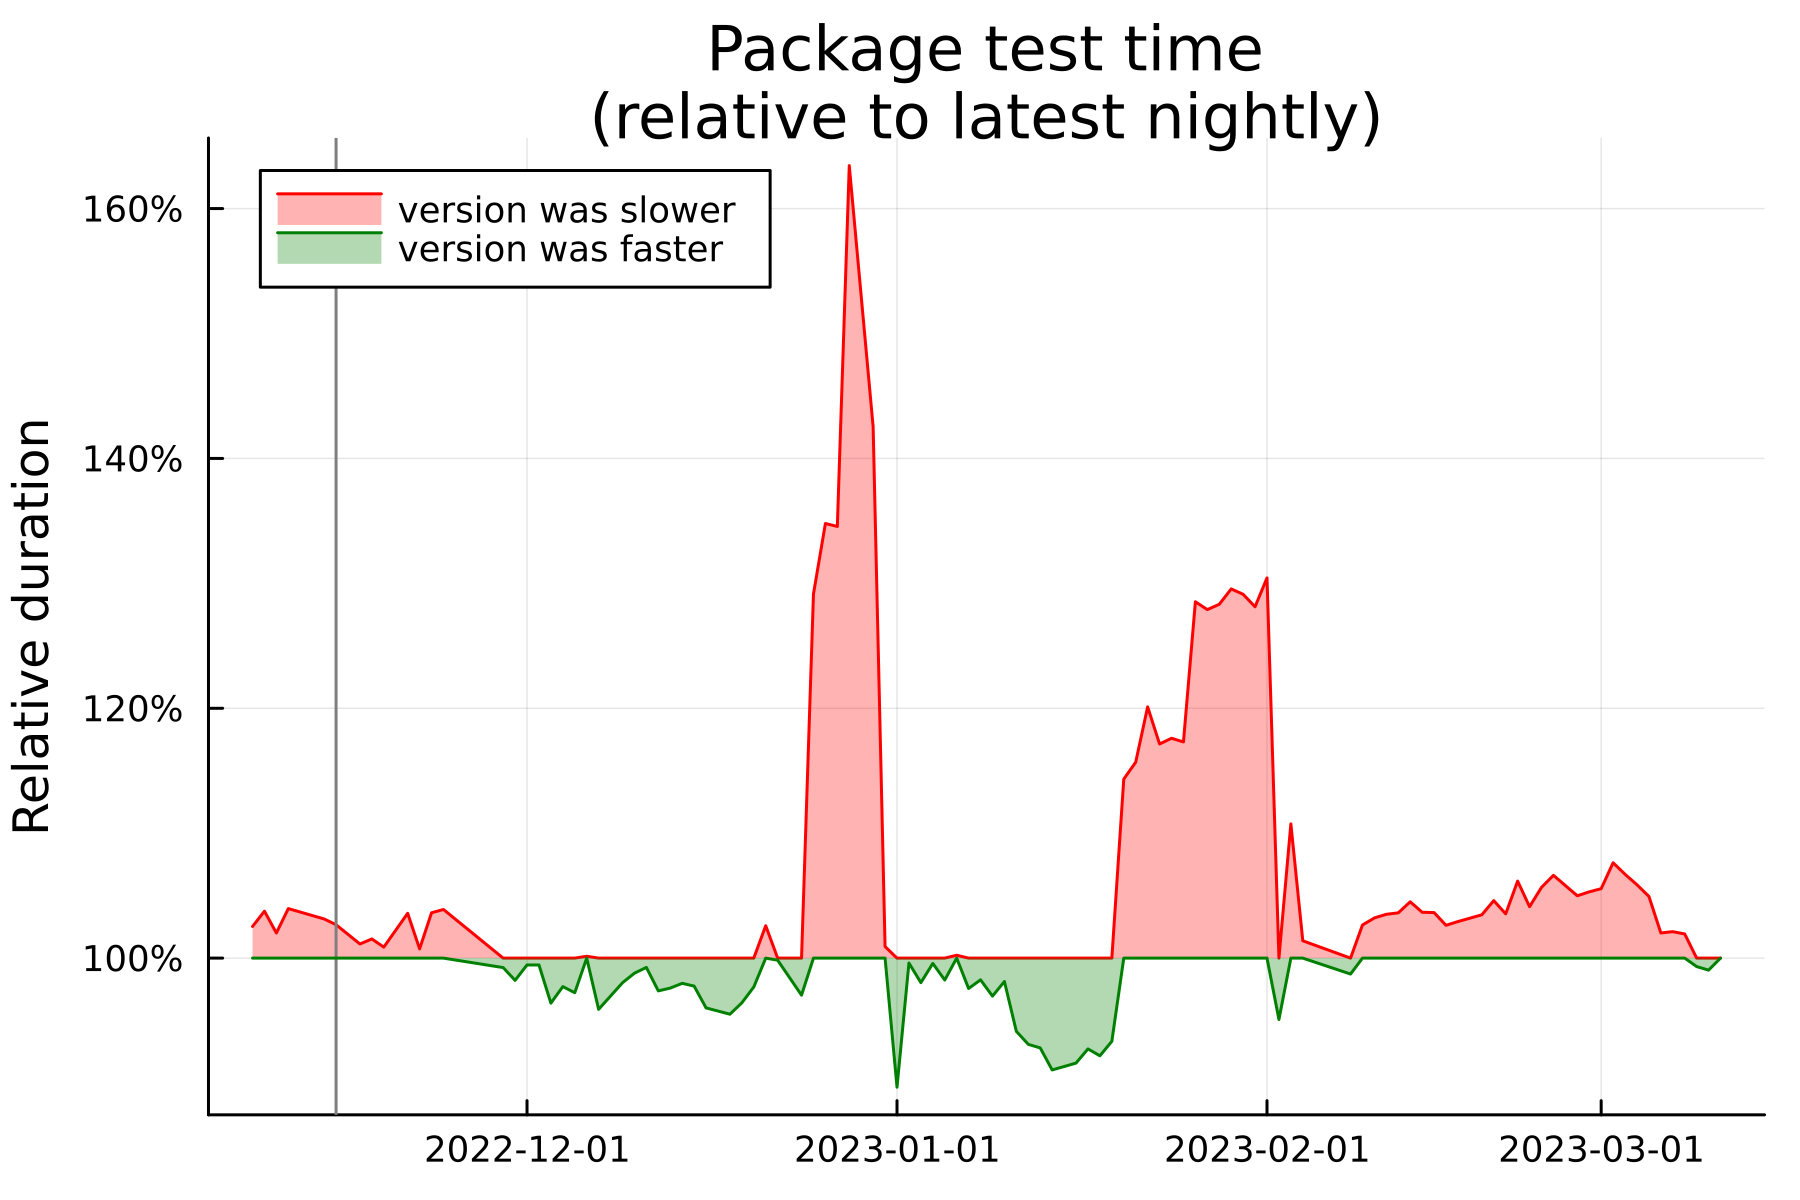 Package test time
(relative to latest nightly)
version was slower
version was faster
160%
140%
120%
100%
Relative duration
2022-12-01
2023-01-01
2023-02-01
2023-03-01